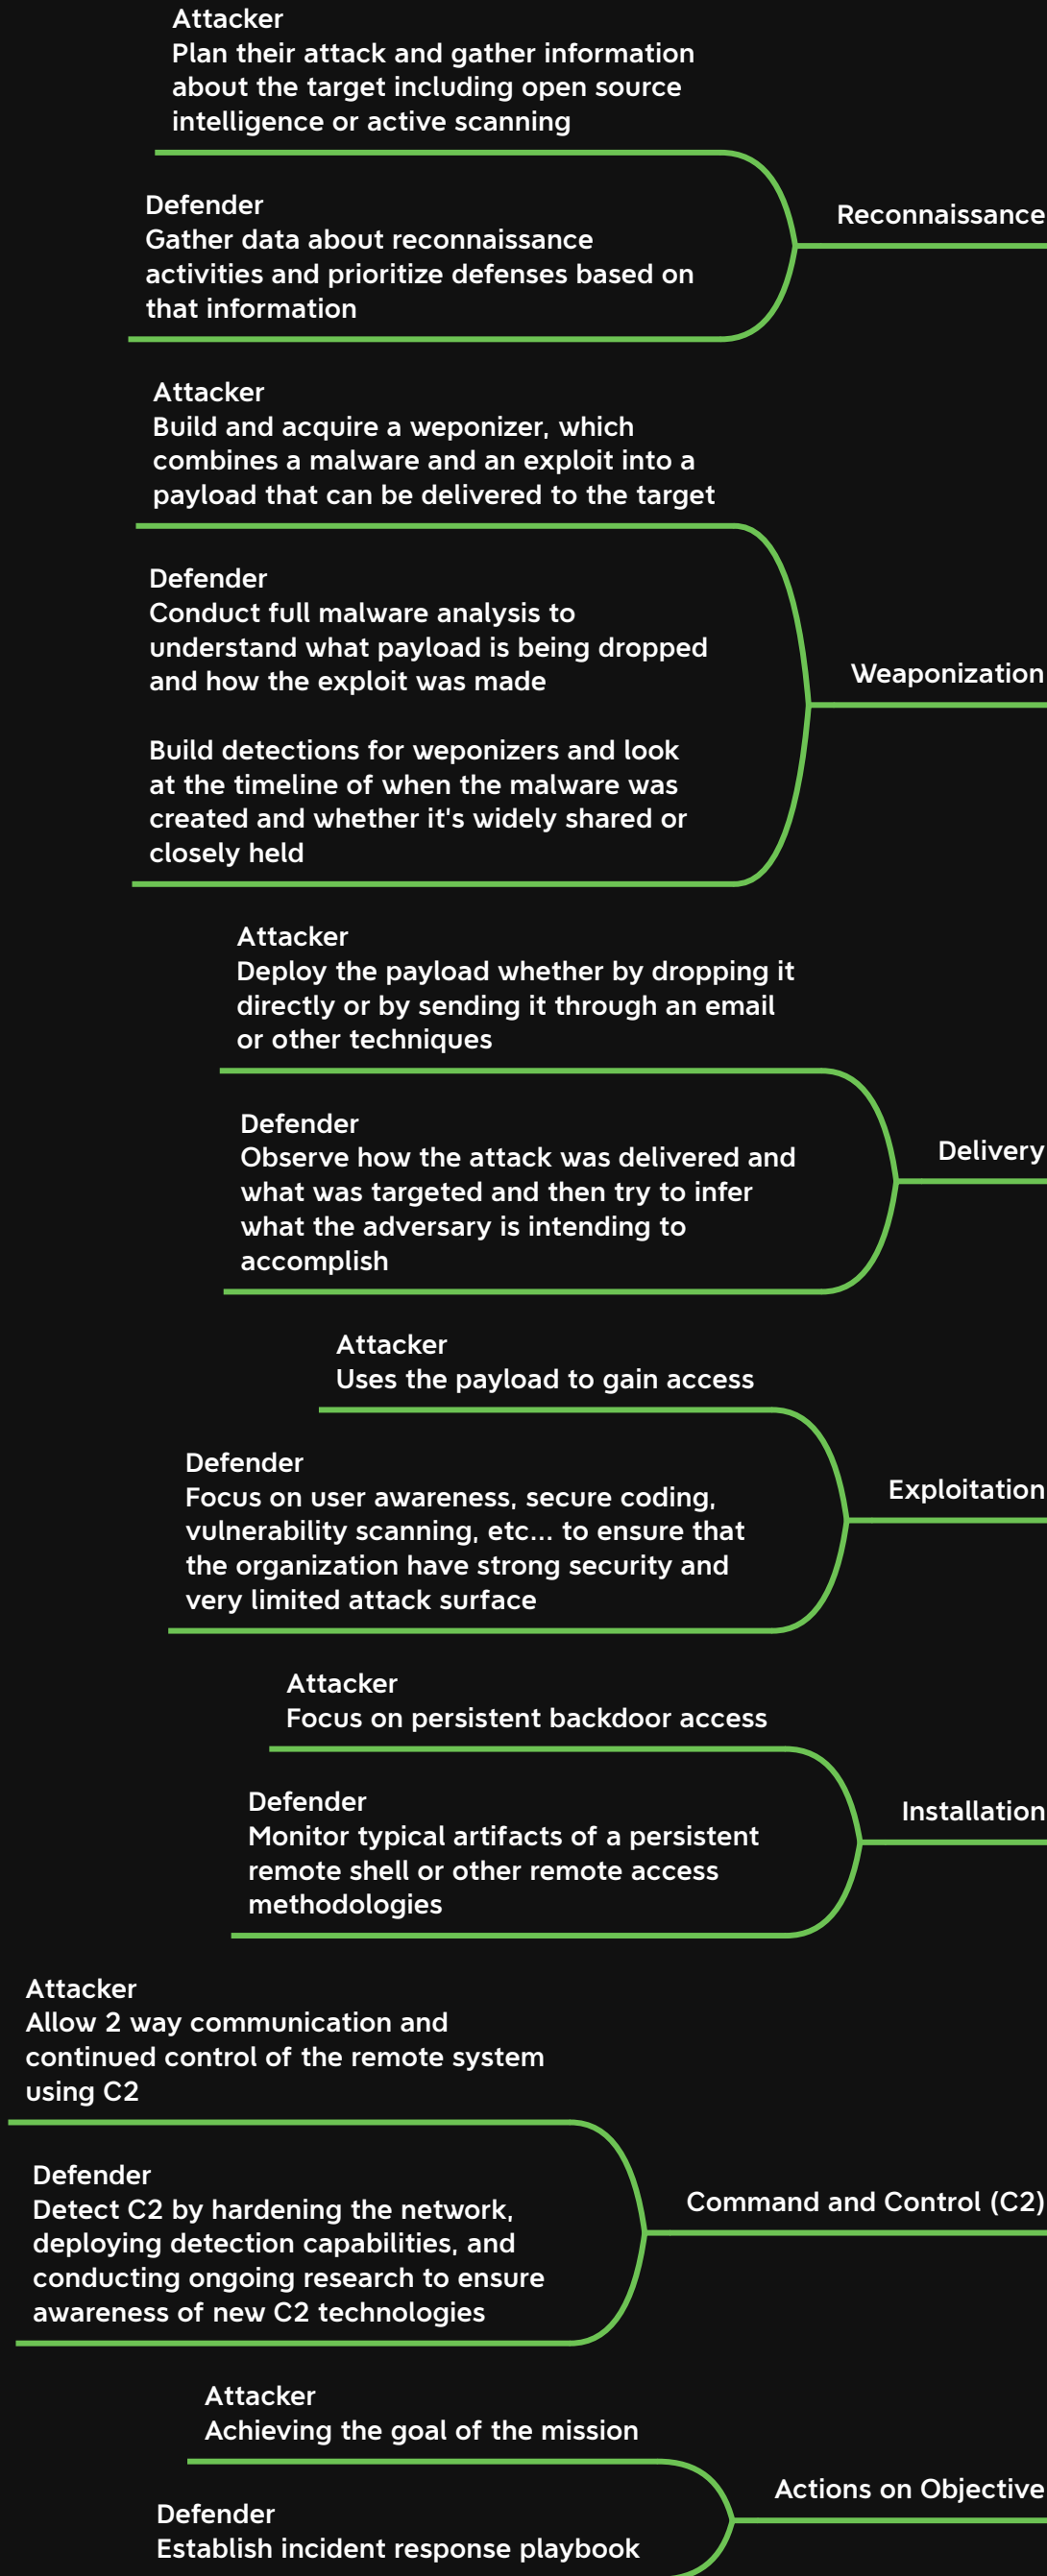 Attacker
Plan their attack and gather information
about the target including open source
intelligence or active scanning
Defender
Gather data about reconnaissance
activities and prioritize defenses based on
that information
Reconnaissance
Attacker
Build and acquire a weponizer, which
combines a malware and an exploit into a
payload that can be delivered to the target
Defender
Conduct full malware analysis to
understand what payload is being dropped
and how the exploit was made
Build detections for weponizers and look
at the timeline of when the malware was
created and whether it's widely shared or
closely held
Weaponization
Attacker
Deploy the payload whether by dropping it
directly or by sending it through an email
or other techniques
Defender
Observe how the attack was delivered and
what was targeted and then try to infer
what the adversary is intending to
accomplish
Delivery
Attacker
Uses the payload to gain access
Defender
Focus on user awareness, secure coding,
vulnerability scanning, etc... to ensure that
the organization have strong security and
very limited attack surface
Exploitation
Attacker
Focus on persistent backdoor access
Defender
Monitor typical artifacts of a persistent
remote shell or other remote access
methodologies
Installation
Attacker
Allow 2 way communication and
continued control of the remote system
using C2
Defender
Detect C2 by hardening the network,
deploying detection capabilities, and
conducting ongoing research to ensure
awareness of new C2 technologies
Command and Control (C2)
Attacker
Achieving the goal of the mission
Defender
Establish incident response playbook
Actions on Objective